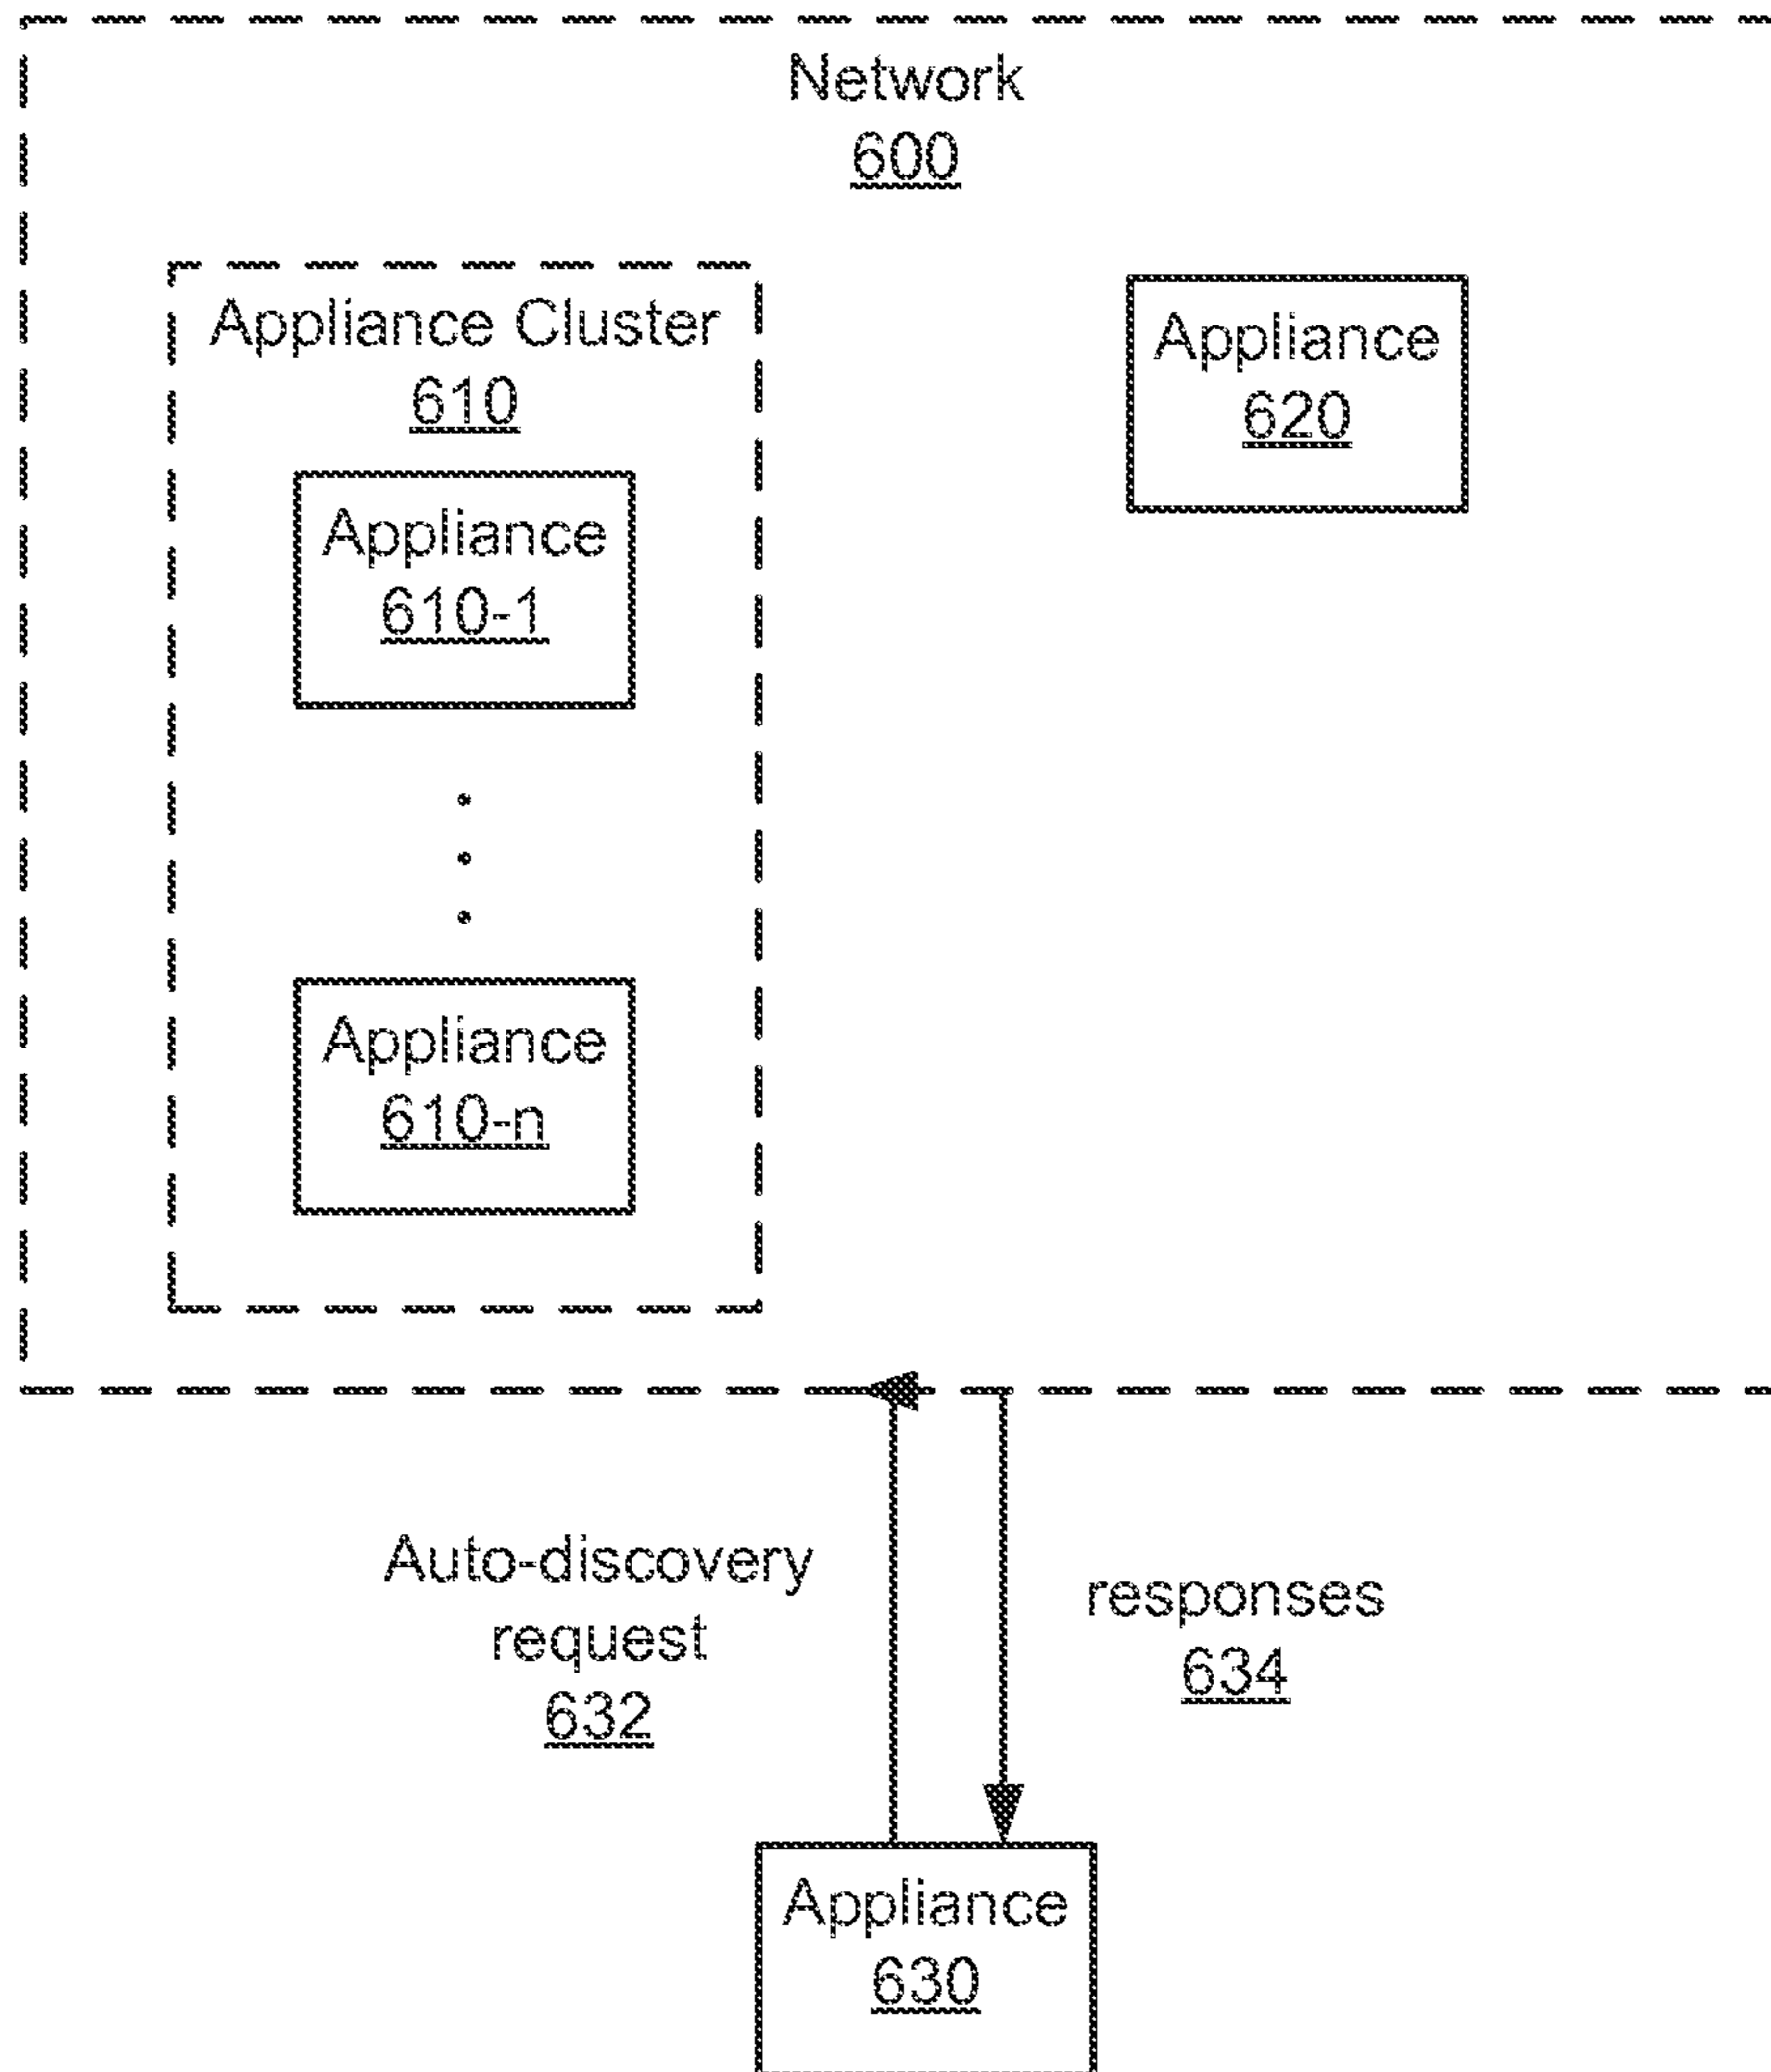 Network
600
Appliance Cluster
610
Appliance
610-1
Appliance
610-n
Appliance
620
Auto-discovery
request
632
responses
634
Appliance
630